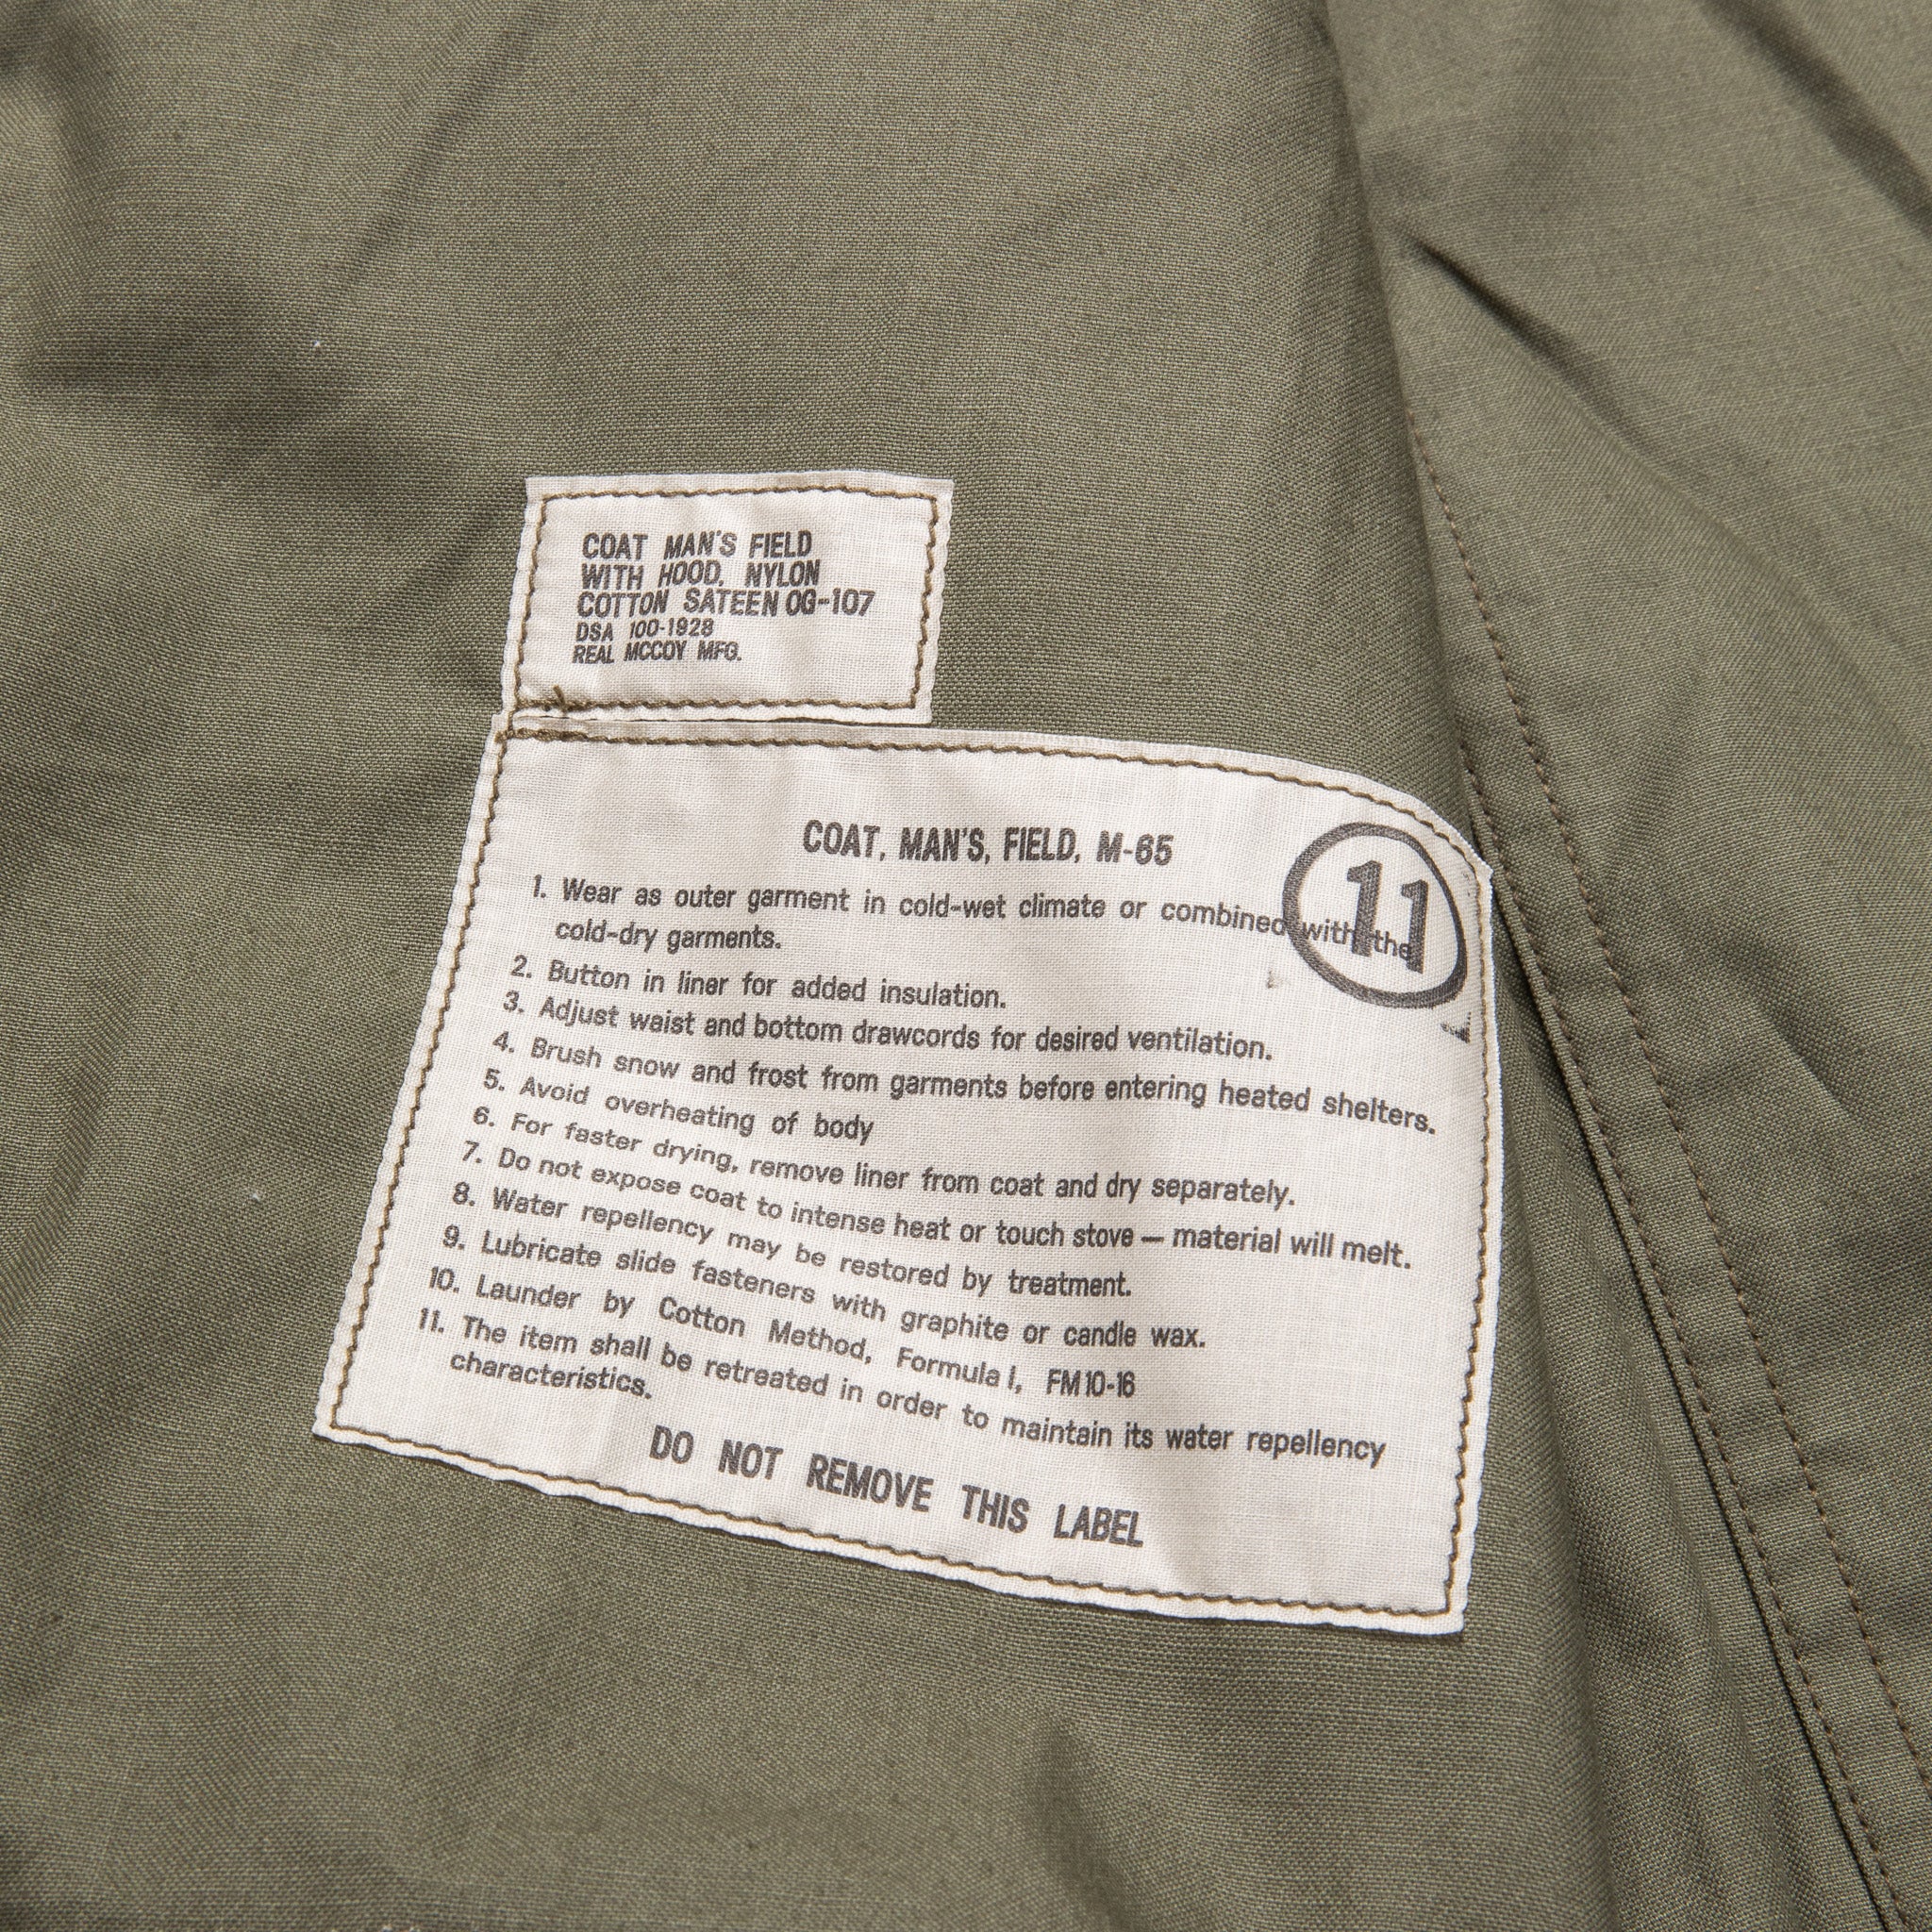 COAT MAN'S FIELD
WITH HOOD, NYLON
COTTON SATEEN OG-107
DSA 100-1928
REAL MCCOY MFG.
COAT, MAN'S, FIELD, M-65
11
1. Wear as outer garment in cold-wet climate or combined with the
cold-dry garments.
2. Button in liner for added insulation.
3. Adjust waist and bottom drawcords for desired ventilation.
4. Brush snow and frost from garments before entering heated shelters.
5. Avoid overheating of body
6. For faster drying, remove liner from coat and dry separately.
7. Do not expose coat to intense heat or touch stove — material will melt.
8. Water repellency may be restored by treatment.
9. Lubricate slide fasteners with graphite or candle wax.
10. Launder by Cotton Method, Formula I, FM 10-16
11. The item shall be retreated in order to maintain its water repellency
characteristics.
DO NOT REMOVE THIS LABEL